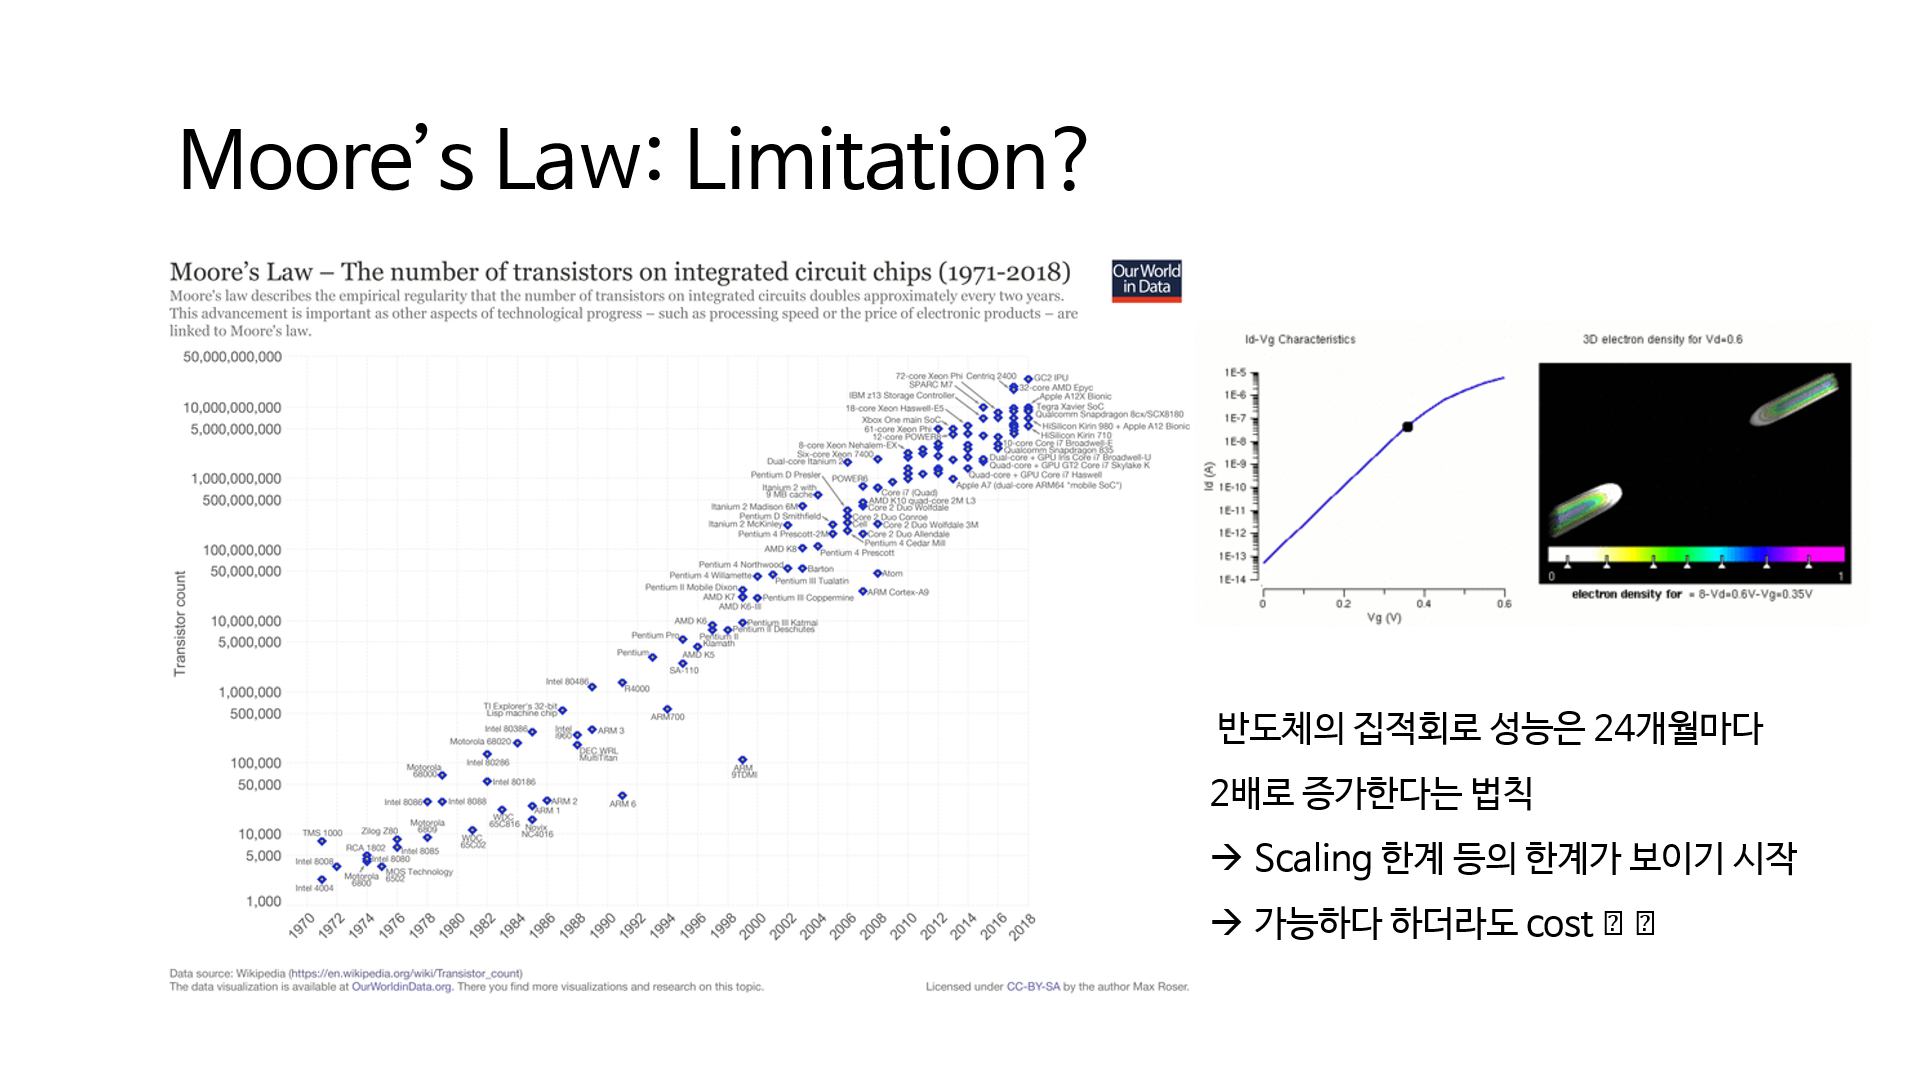 Moore’s Law: Limitation?
Moore's Law – The number of transistors on integrated circuit chips (1971-2018)
Our World
in Data
Moore's law describes the empirical regularity that the number of transistors on integrated circuits doubles approximately every two years.
This advancement is important as other aspects of technological progress – such as processing speed or the price of electronic products – are
linked to Moore's law.
Transistor count
50,000,000,000
10,000,000,000
5,000,000,000
1,000,000,000
500,000,000
100,000,000
50,000,000
10,000,000
5,000,000
1,000,000
500,000
100,000
50,000
10,000
5,000
1,000
72-core Xeon Phi
Centriq 2400
GC2 IPU
SPARC M7
32-core AMD Epyc
IBM z13 Storage Controller
Apple A12X Bionic
18-core Xeon Haswell-E5
Tegra Xavier SoC
Qualcomm Snapdragon 8cx/SCX8180
Xbox One main SoC
61-core Xeon Phi
HiSilicon Kirin 980 + Apple A12 Bionic
12-core POWER8
HiSilicon Kirin 710
8-core Xeon Nehalem-EX
10-core Core i7 Broadwell-E
Six-core Xeon 7400
Qualcomm Snapdragon 835
Dual-core Itanium 2
Dual-core + GPU Iris Core i7 Broadwell-U
Quad-core + GPU GT2 Core i7 Skylake K
Pentium D Presler
POWER6
Quad-core + GPU Core i7 Haswell
Apple A7 (dual-core ARM64 "mobile SoC")
Itanium 2 with
9 MB cache
Core i7 (Quad)
AMD K10 quad-core 2M L3
Itanium 2 Madison 6M
Core 2 Duo Wolfdale
Pentium D Smithfield
Core 2 Duo Conroe
Itanium 2 McKinley
Cell
Core 2 Duo Wolfdale 3M
Pentium 4 Prescott-2M
Core 2 Duo Allendale
Pentium 4 Cedar Mill
AMD K8
Pentium 4 Prescott
Pentium 4 Northwood
Barton
Pentium 4 Willamette
Pentium III Tualatin
Atom
Pentium II Mobile Dixon
ARM Cortex-A9
AMD K7
Pentium III Coppermine
AMD K6-III
AMD K6
Pentium III Katmai
Pentium II Deschutes
Pentium Pro
Pentium II
Klamath
Pentium
AMD K5
SA-110
Intel 80486
R4000
TI Explorer's 32-bit
Lisp machine chip
ARM700
Intel 80386
Intel
i960
ARM 3
Motorola 68020
DEC WRL
MultiTitan
Intel 80286
Motorola
68000
ARM
9TDMI
Intel 80186
Intel 8086
Intel 8088
ARM 2
ARM 6
ARM 1
WDC
65C816
Novix
NC4016
TMS 1000
Zilog Z80
Motorola
6809
WDC
65C02
RCA 1802
Intel 8085
Intel 8008
Intel 8080
Motorola
6800
MOS Technology
6502
Intel 4004
1970 1972 1974 1976 1978 1980 1982 1984 1986 1988 1990 1992 1994 1996 1998 2000 2002 2004 2006 2008 2010 2012 2014 2016 2018
Data source: Wikipedia (https://en.wikipedia.org/wiki/Transistor_count)
The data visualization is available at OurWorldinData.org. There you find more visualizations and research on this topic.
Licensed under CC-BY-SA by the author Max Roser.
Id-Vg Characteristics
Id (A)
1E-5
1E-6
1E-7
1E-8
1E-9
1E-10
1E-11
1E-12
1E-13
1E-14
0 0.2 0.4 0.6
Vg (V)
3D electron density for Vd=0.6
0 1
electron density for = 8-Vd=0.6V-Vg=0.35V
반도체의 집적회로 성능은 24개월마다
2배로 증가한다는 법칙
→ Scaling 한계 등의 한계가 보이기 시작
→ 가능하다 하더라도 cost